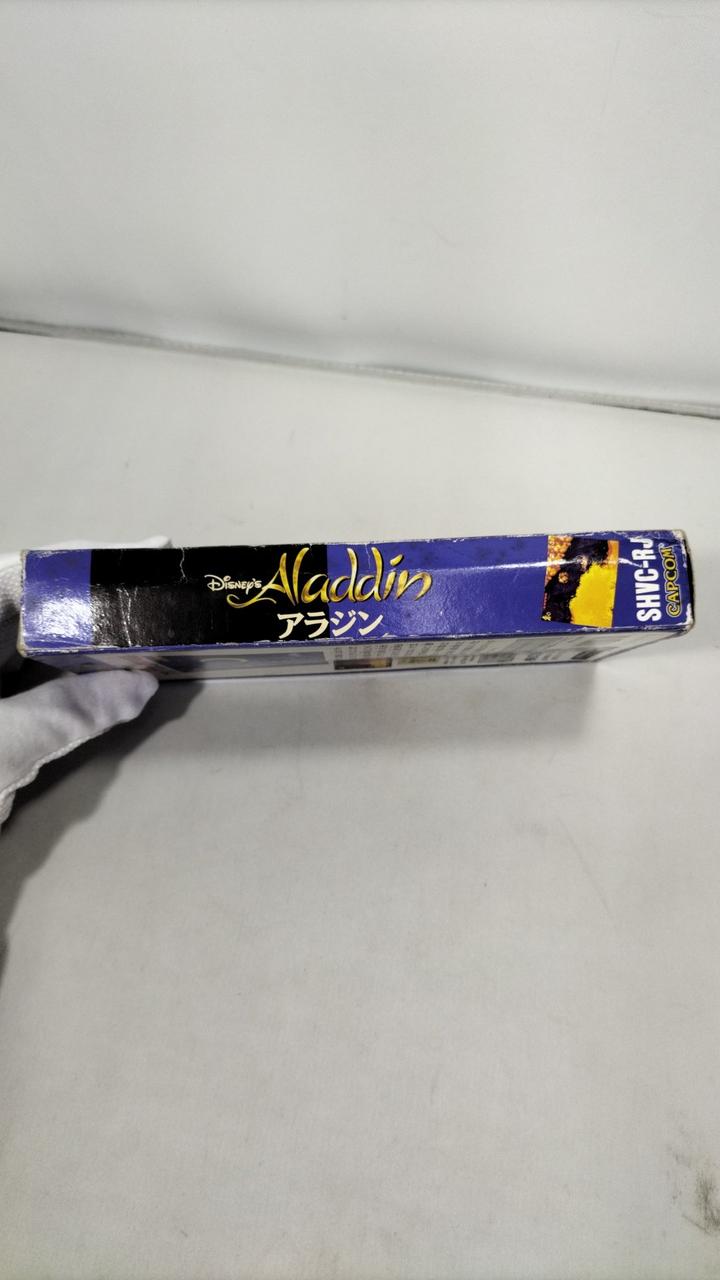 Disney's Aladdin
アラジン
SHVC-RJ
CAPCOM®